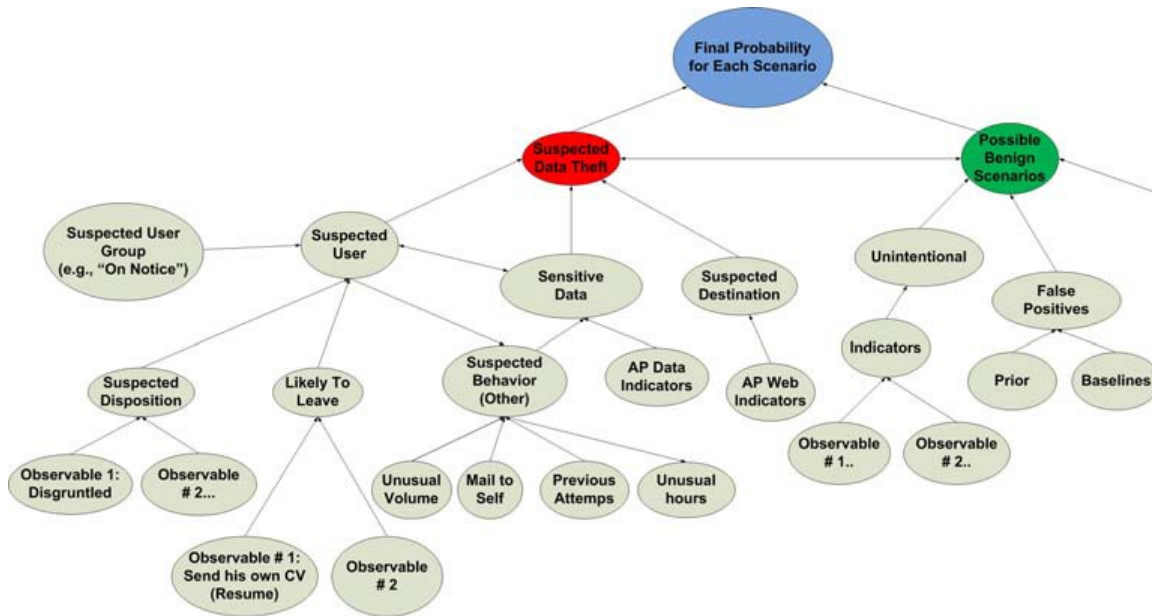 Final Probability
for Each Scenario
Suspected
Data Theft
Possible
Benign
Scenarios
Suspected User
Group
(e.g., “On Notice”)
Suspected
User
Sensitive
Data
Suspected
Destination
Unintentional
False
Positives
Suspected
Disposition
Likely To
Leave
Suspected
Behavior
(Other)
AP Data
Indicators
AP Web
Indicators
Indicators
Prior
Baselines
Observable 1:
Disgruntled
Observable
# 2...
Unusual
Volume
Mail to
Self
Previous
Attemps
Unusual
hours
Observable
# 1..
Observable
# 2..
Observable # 1:
Send his own CV
(Resume)
Observable
# 2